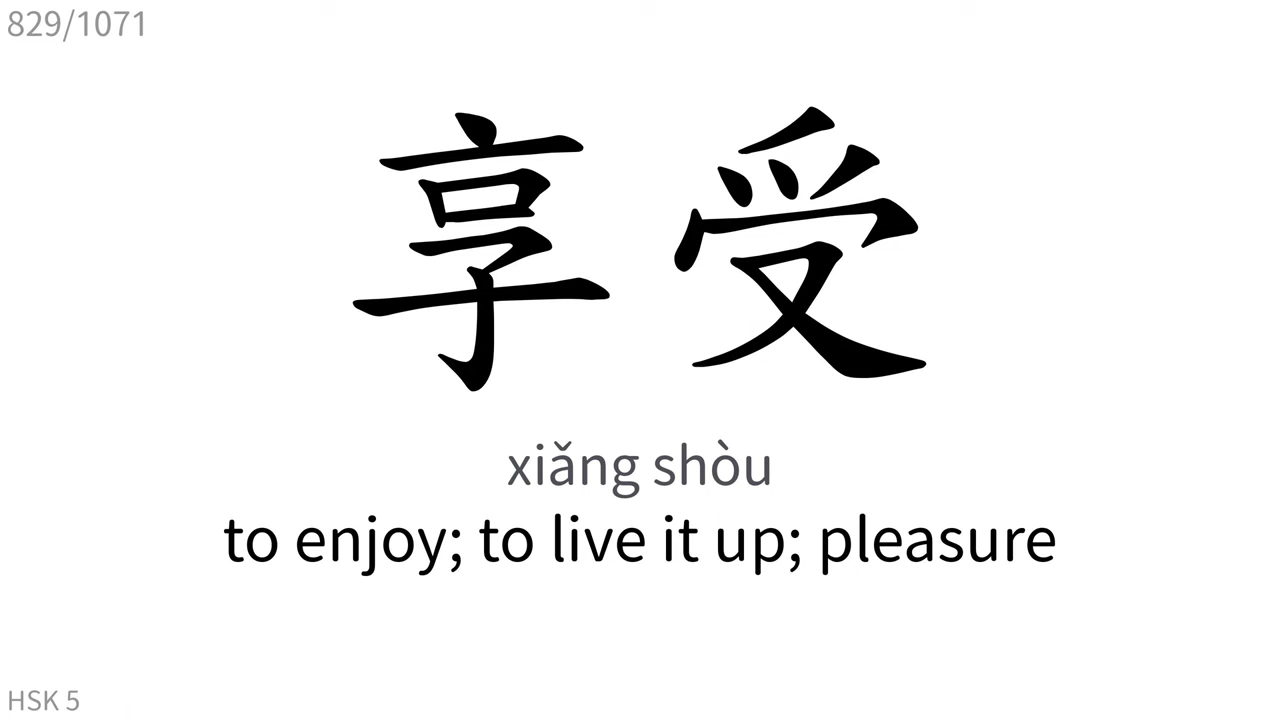 829/1071
享受
xiǎng shòu
to enjoy; to live it up; pleasure
HSK 5